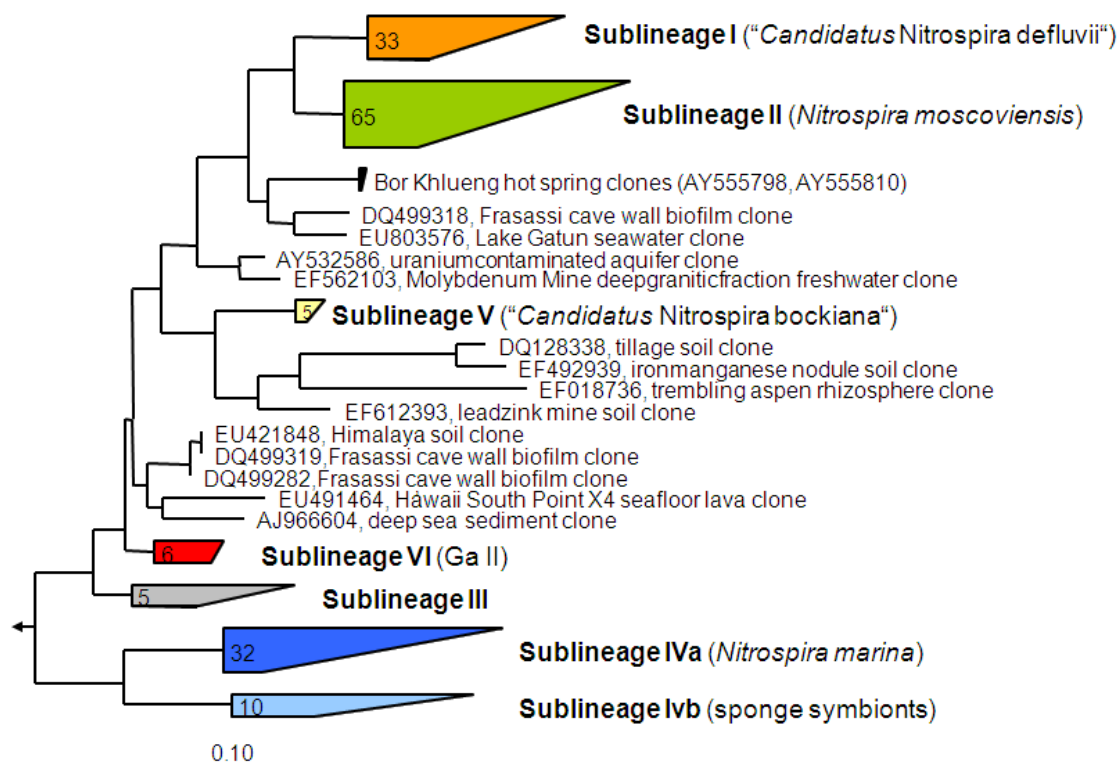 33
Sublineage I (“Candidatus Nitrospira defluvii“)
65
Sublineage II (Nitrospira moscoviensis)
Bor Khlueng hot spring clones (AY555798, AY555810)
DQ499318, Frasassi cave wall biofilm clone
EU803576, Lake Gatun seawater clone
AY532586, uraniumcontaminated aquifer clone
EF562103, Molybdenum Mine deepgraniticfraction freshwater clone
5
Sublineage V (“Candidatus Nitrospira bockiana“)
DQ128338, tillage soil clone
EF492939, ironmanganese nodule soil clone
EF018736, trembling aspen rhizosphere clone
EF612393, leadzink mine soil clone
EU421848, Himalaya soil clone
DQ499319, Frasassi cave wall biofilm clone
DQ499282,Frasassi cave wall biofilm clone
EU491464, Hàwaii South Point X4 seafloor lava clone
AJ966604, deep sea sediment clone
6
Sublineage VI (Ga II)
5
Sublineage III
32
Sublineage IVa (Nitrospira marina)
10
Sublineage Ivb (sponge symbionts)
0.10